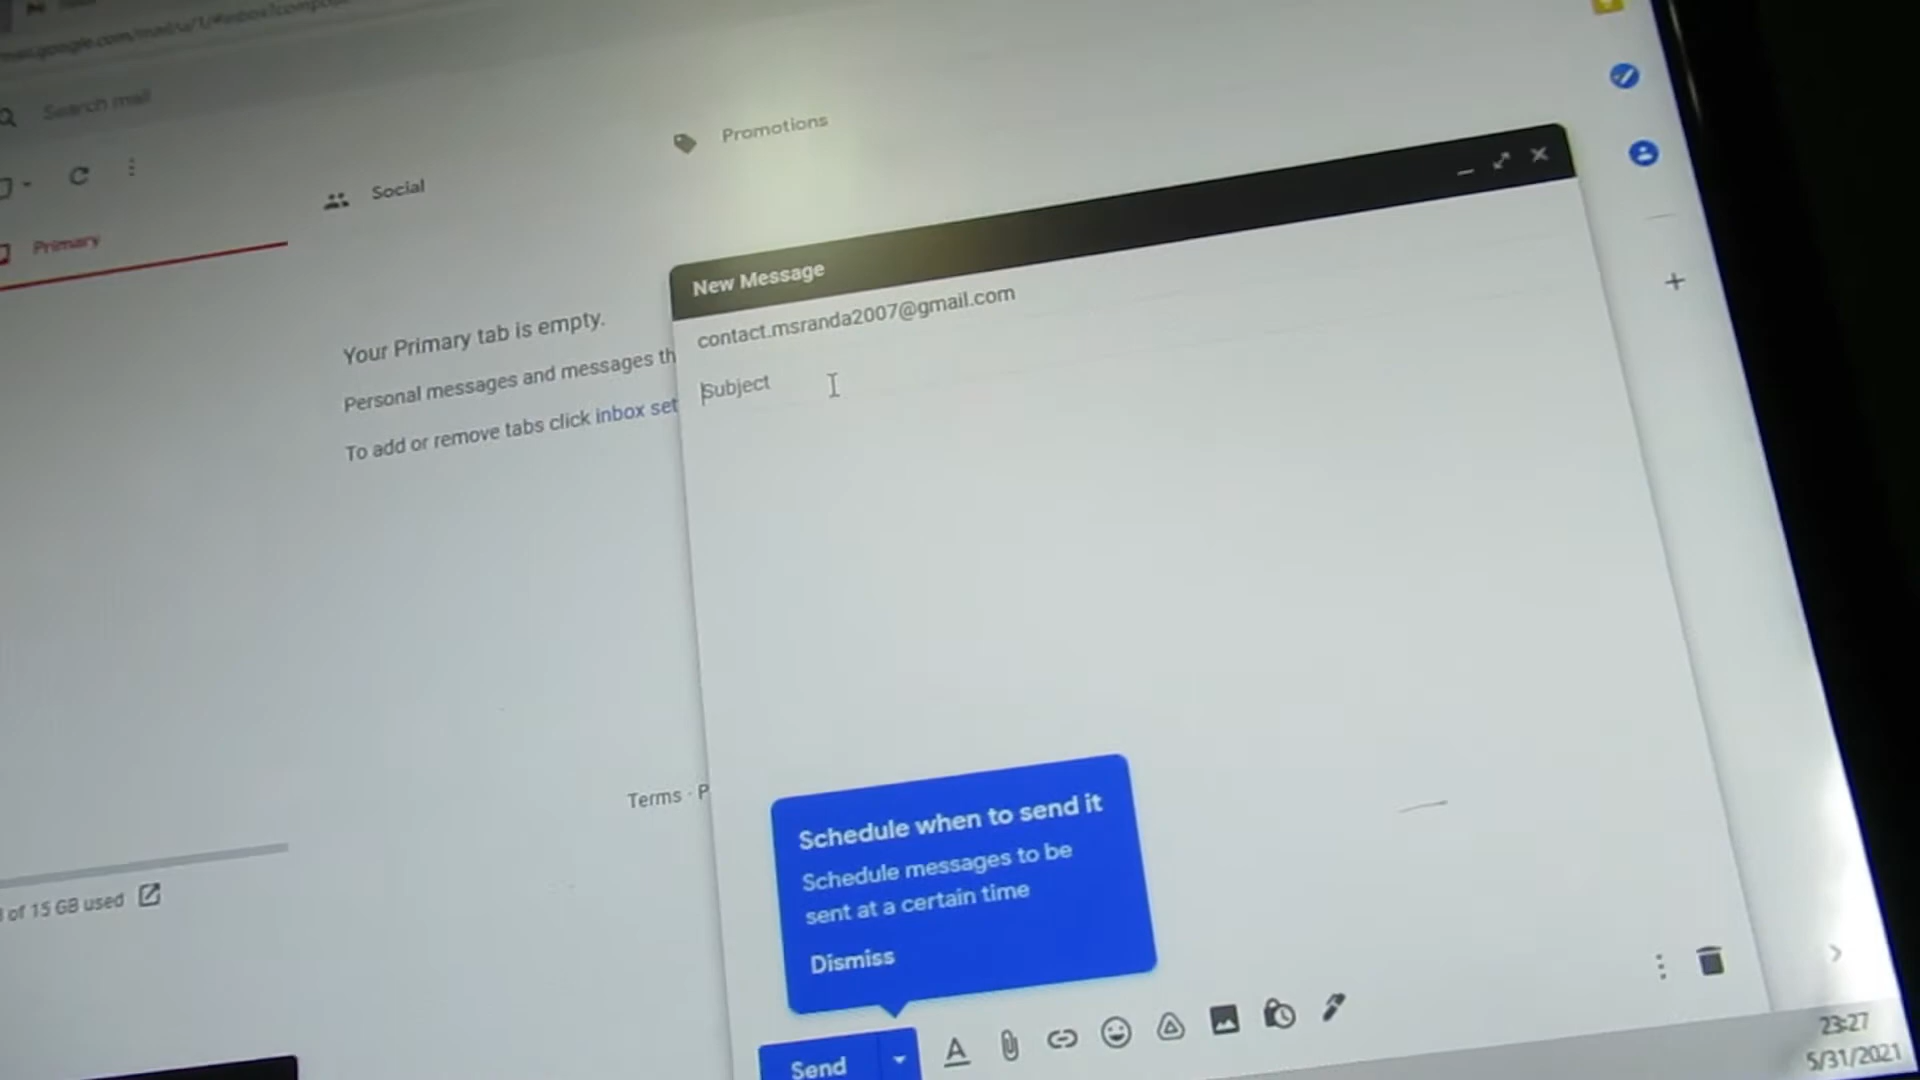 Search mail
Primary
Social
Promotions
Your Primary tab is empty.
Personal messages and messages th
To add or remove tabs click inbox set
Terms · P
of 15 GB used
New Message
contact.msranda2007@gmail.com
Subject
Schedule when to send it
Schedule messages to be
sent at a certain time
Dismiss
Send
23:27
5/31/2021